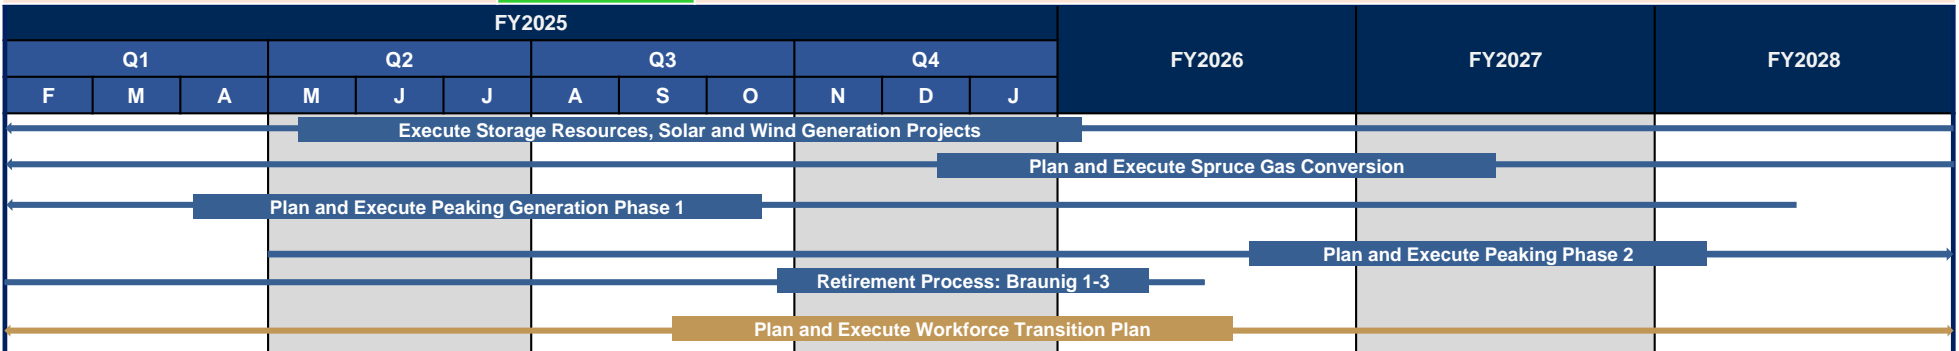 FY2025
FY2026 FY2027 FY2028
Q1 Q2 Q3 Q4
F M A M J J A S O N D J
Execute Storage Resources, Solar and Wind Generation Projects
Plan and Execute Spruce Gas Conversion
Plan and Execute Peaking Generation Phase 1
Plan and Execute Peaking Phase 2
Retirement Process: Braunig 1-3
Plan and Execute Workforce Transition Plan